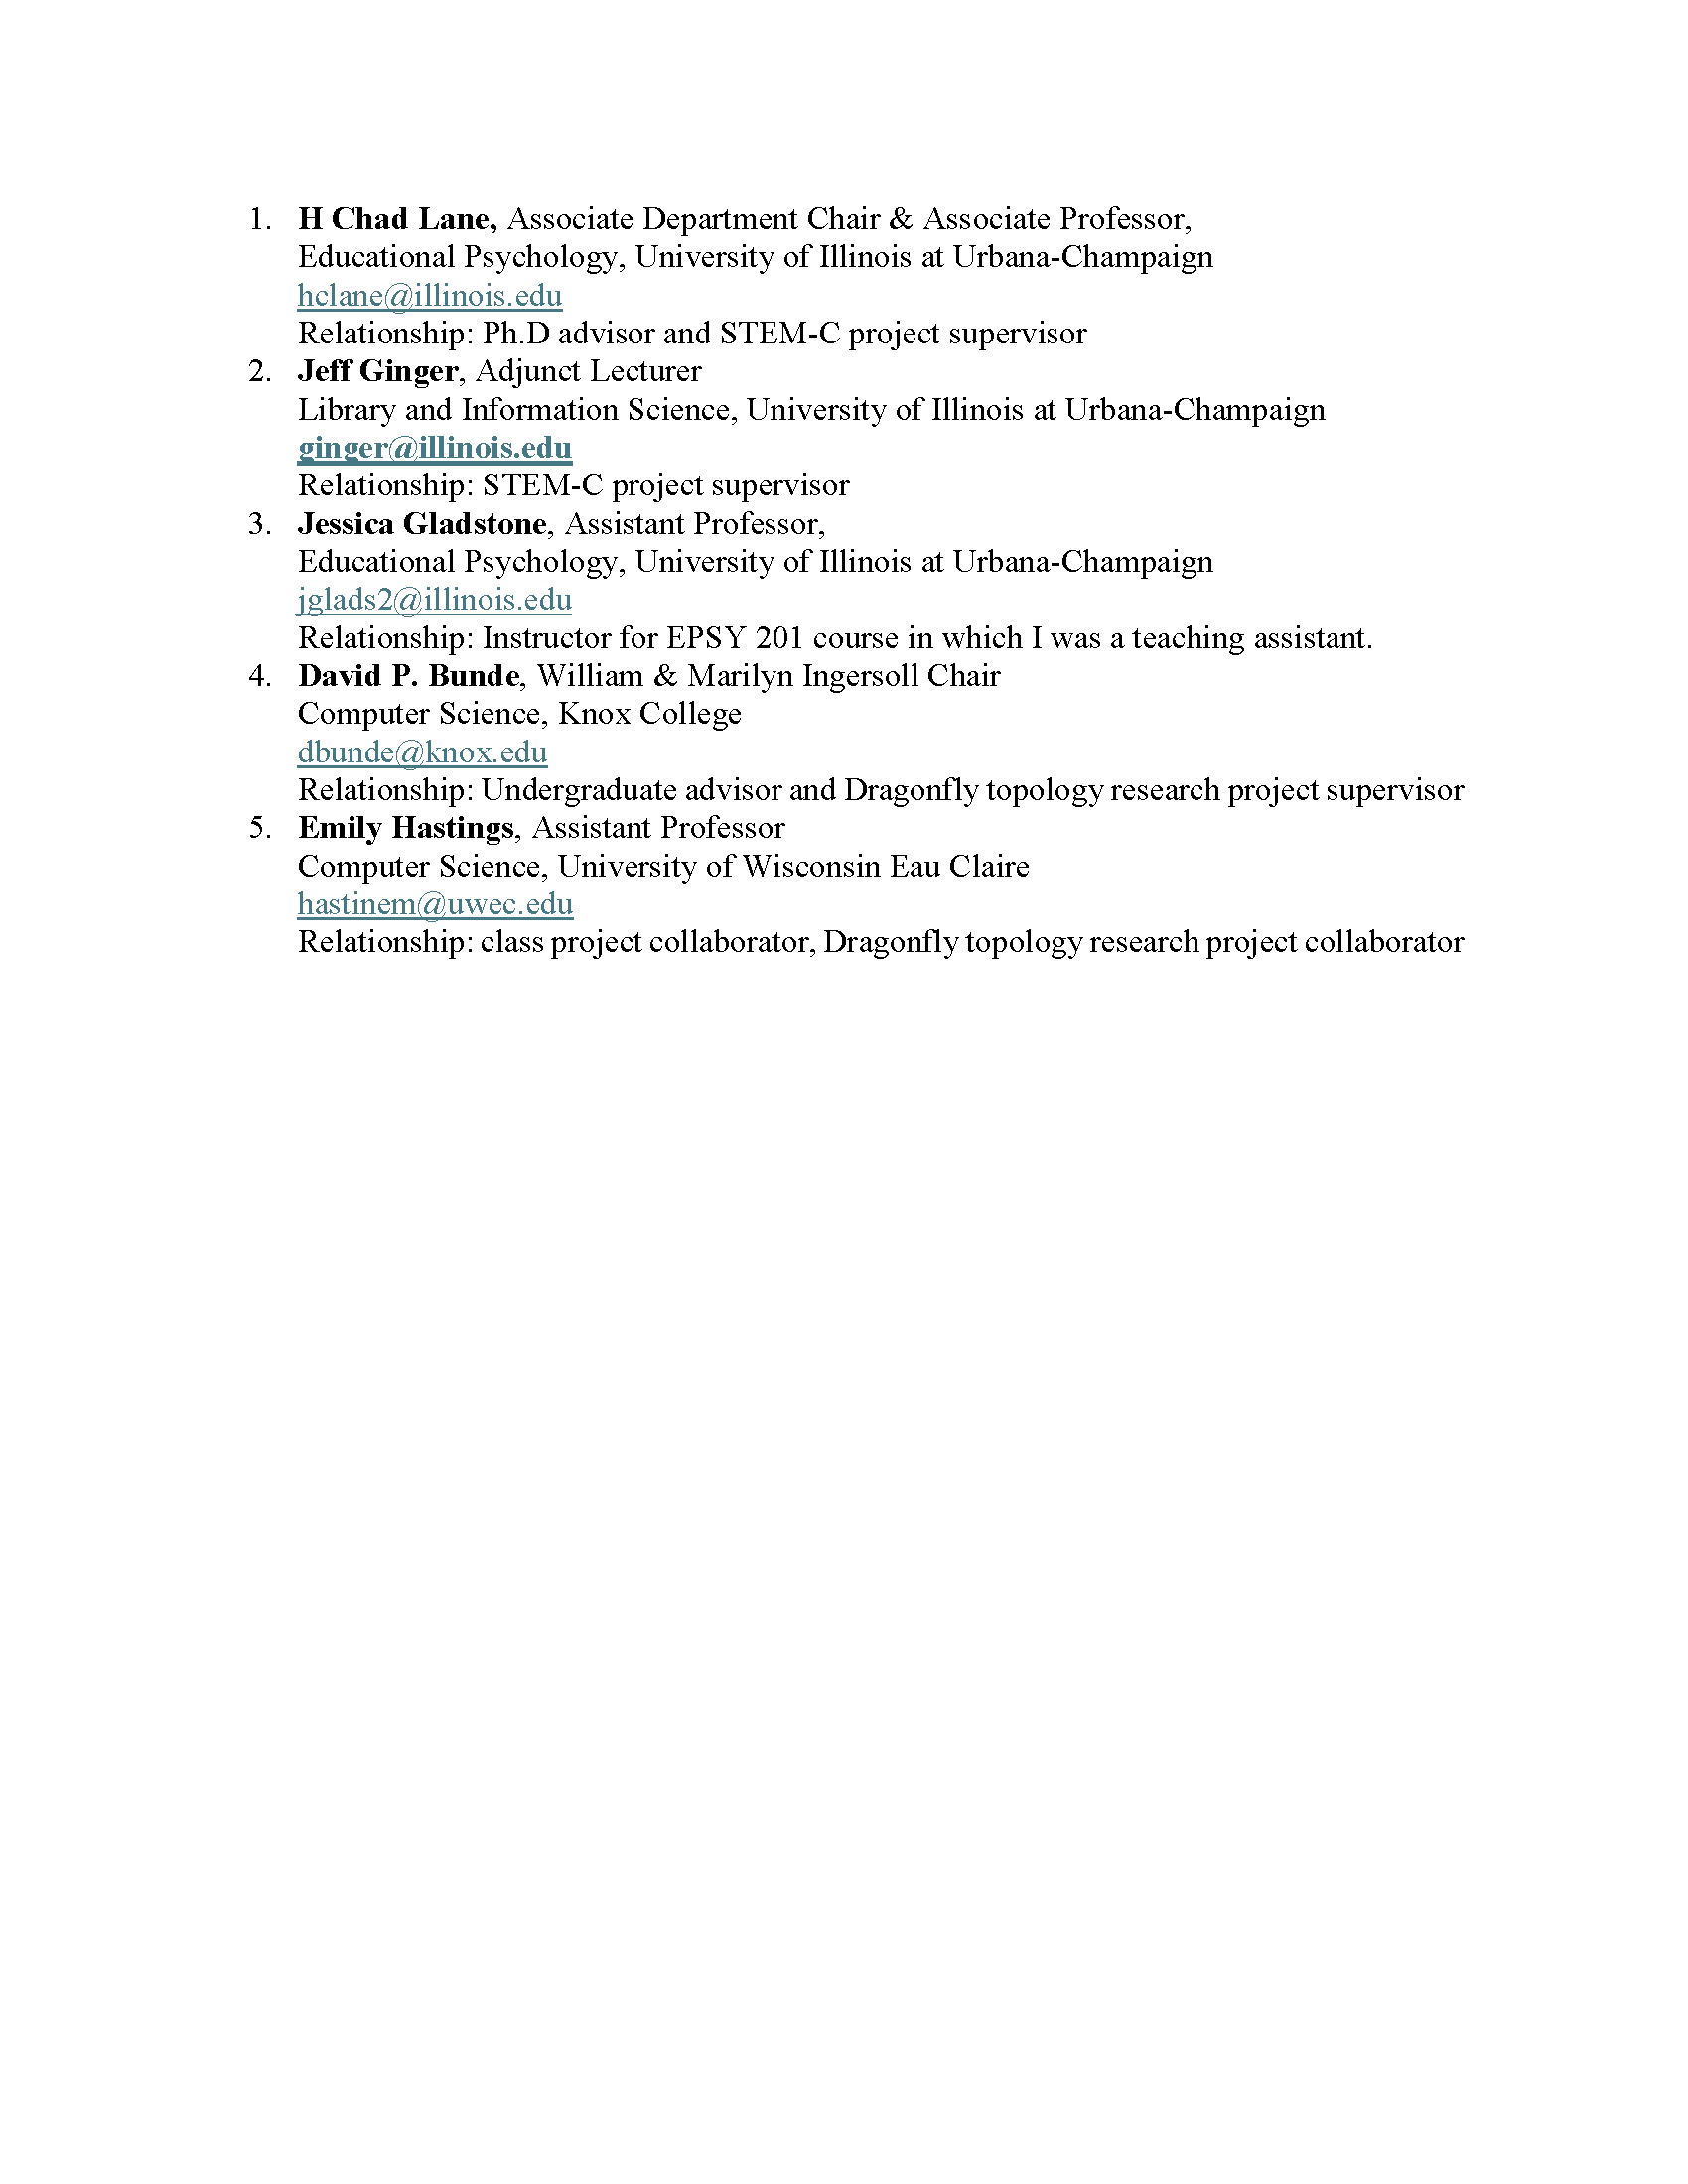 1. H Chad Lane, Associate Department Chair & Associate Professor,
Educational Psychology, University of Illinois at Urbana-Champaign
hclane@illinois.edu
Relationship: Ph.D advisor and STEM-C project supervisor
2. Jeff Ginger, Adjunct Lecturer
Library and Information Science, University of Illinois at Urbana-Champaign
ginger@illinois.edu
Relationship: STEM-C project supervisor
3. Jessica Gladstone, Assistant Professor,
Educational Psychology, University of Illinois at Urbana-Champaign
jglads2@illinois.edu
Relationship: Instructor for EPSY 201 course in which I was a teaching assistant.
4. David P. Bunde, William & Marilyn Ingersoll Chair
Computer Science, Knox College
dbunde@knox.edu
Relationship: Undergraduate advisor and Dragonfly topology research project supervisor
5. Emily Hastings, Assistant Professor
Computer Science, University of Wisconsin Eau Claire
hastinem@uwec.edu
Relationship: class project collaborator, Dragonfly topology research project collaborator